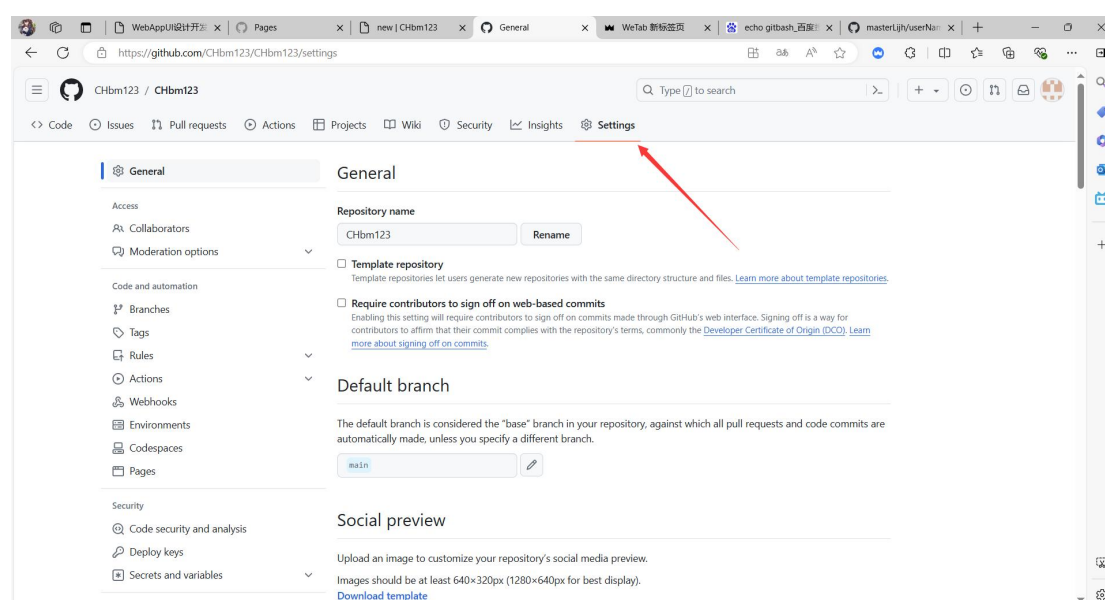 WebAppUI设计开发
Pages
new | CHbm123
General
WeTab 新标签页
echo gitbash_百度
masterLijh/userNam
https://github.com/CHbm123/CHbm123/settings
CHbm123 / CHbm123
Type / to search
Code
Issues
Pull requests
Actions
Projects
Wiki
Security
Insights
Settings
General
Access
Collaborators
Moderation options
Code and automation
Branches
Tags
Rules
Actions
Webhooks
Environments
Codespaces
Pages
Security
Code security and analysis
Deploy keys
Secrets and variables
General
Repository name
CHbm123
Rename
Template repository
Template repositories let users generate new repositories with the same directory structure and files. Learn more about template repositories.
Require contributors to sign off on web-based commits
Enabling this setting will require contributors to sign off on commits made through GitHub's web interface. Signing off is a way for
contributors to affirm that their commit complies with the repository's terms, commonly the Developer Certificate of Origin (DCO). Learn
more about signing off on commits.
Default branch
The default branch is considered the "base" branch in your repository, against which all pull requests and code commits are
automatically made, unless you specify a different branch.
main
Social preview
Upload an image to customize your repository's social media preview.
Images should be at least 640×320px (1280×640px for best display).
Download template